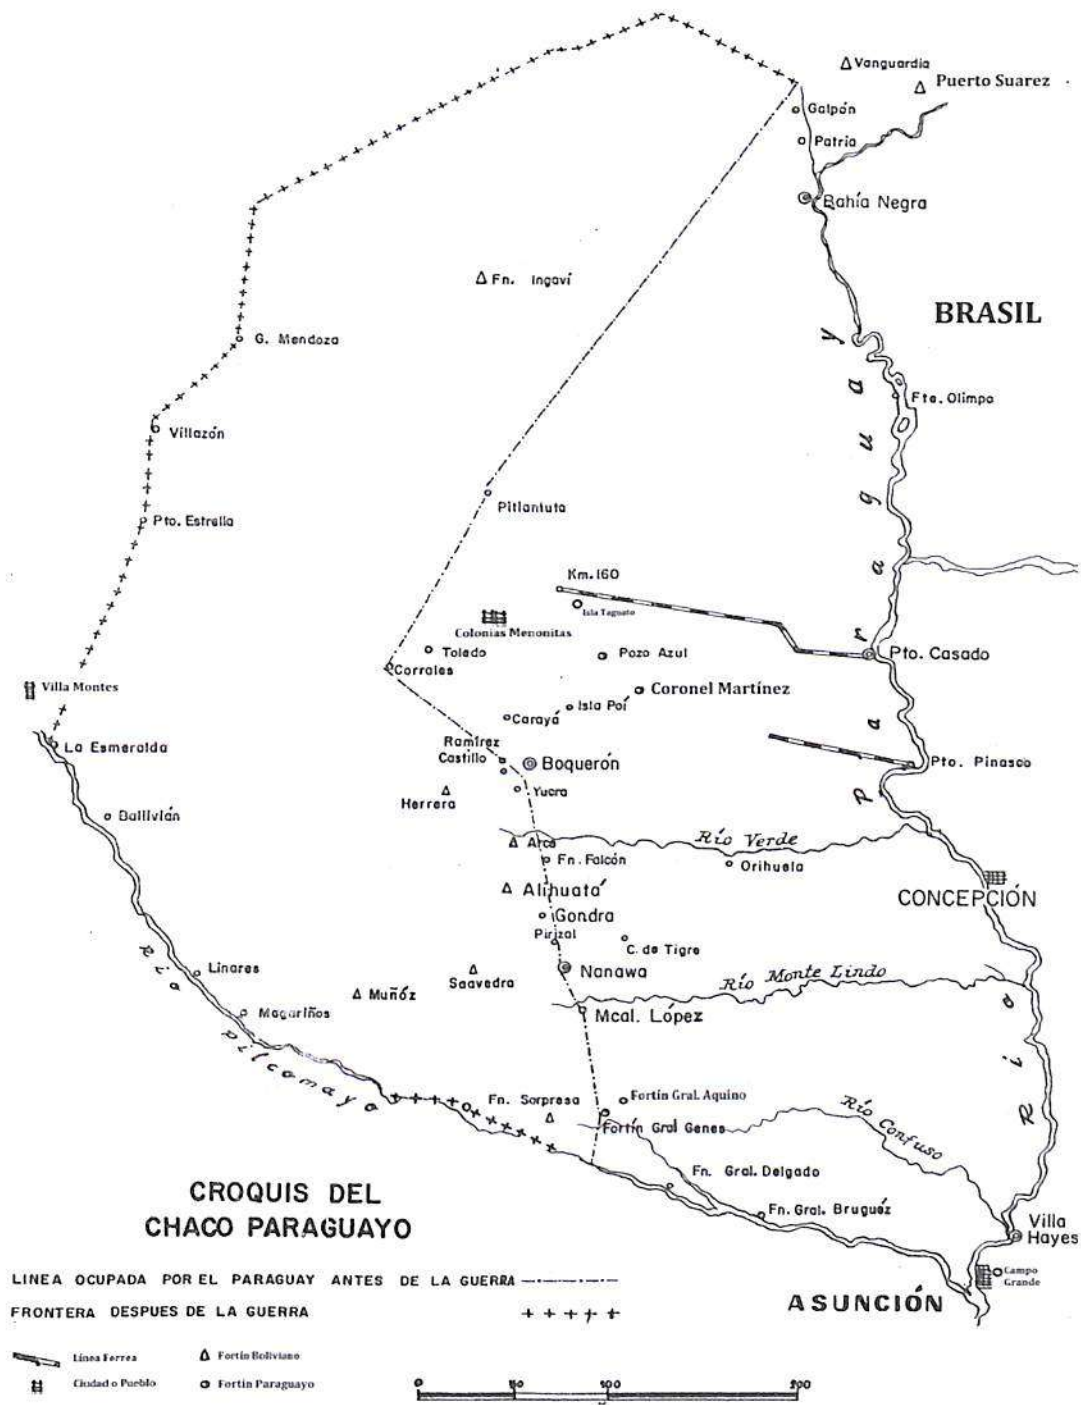 Vanguardia
Puerto Suarez
Galpón
Patria
Bahía Negra
Fn. Ingaví
BRASIL
G. Mendoza
Fte. Olimpo
Villazón
Pitiantuta
Pto. Estrella
Km. 160
Isla Taguato
Colonias Menonitas
Toledo
Pozo Azul
Pto. Casado
Corrales
Villa Montes
Coronel Martínez
Isla Poí
Carayá
La Esmeralda
Ramírez
Castillo
Boquerón
Pto. Pinasco
Herrera
Yucra
Ballivián
Río Verde
Arce
Fn. Falcón
Orihuela
Alihuatá
CONCEPCIÓN
Gondra
Pirizal
C. de Tigre
Linares
Saavedra
Nanawa
Río Monte Lindo
Muñóz
Magariños
Mcal. López
Río Pilcomayo
Río Paraguay
Fn. Sorpresa
Fortín Gral. Aquino
Fortín Gral Genes
Río Confuso
Fn. Gral. Delgado
Fn. Gral. Bruguéz
Villa
Hayes
Campo
Grande
ASUNCIÓN
CROQUIS DEL
CHACO PARAGUAYO
LINEA OCUPADA POR EL PARAGUAY ANTES DE LA GUERRA
FRONTERA DESPUES DE LA GUERRA
Línea Ferrea
Fortín Boliviano
Ciudad o Pueblo
Fortín Paraguayo
0 50 100 200